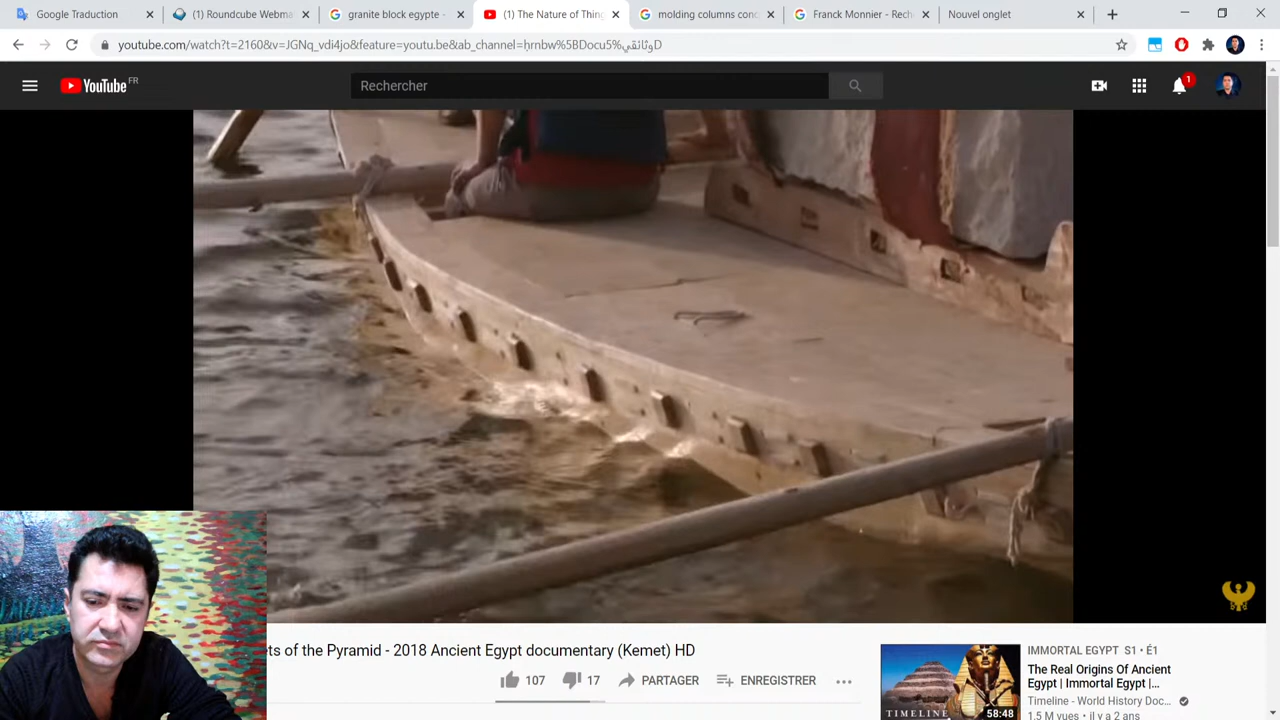 Google Traduction
(1) Roundcube Webma
granite block egypte -
(1) The Nature of Thing
molding columns conc
Franck Monnier - Rech
Nouvel onglet
youtube.com/watch?t=2160&v=JGNq_vdi4jo&feature=youtu.be&ab_channel=hrnbw%5BDocu5%وثائقيD
YouTube FR
Rechercher
1
ts of the Pyramid - 2018 Ancient Egypt documentary (Kemet) HD
107
17
PARTAGER
ENREGISTRER
IMMORTAL EGYPT S1 • É1
The Real Origins Of Ancient
Egypt | Immortal Egypt |...
Timeline - World History Doc...
1.5 M vues • il y a 2 ans
TIMELINE
58:48